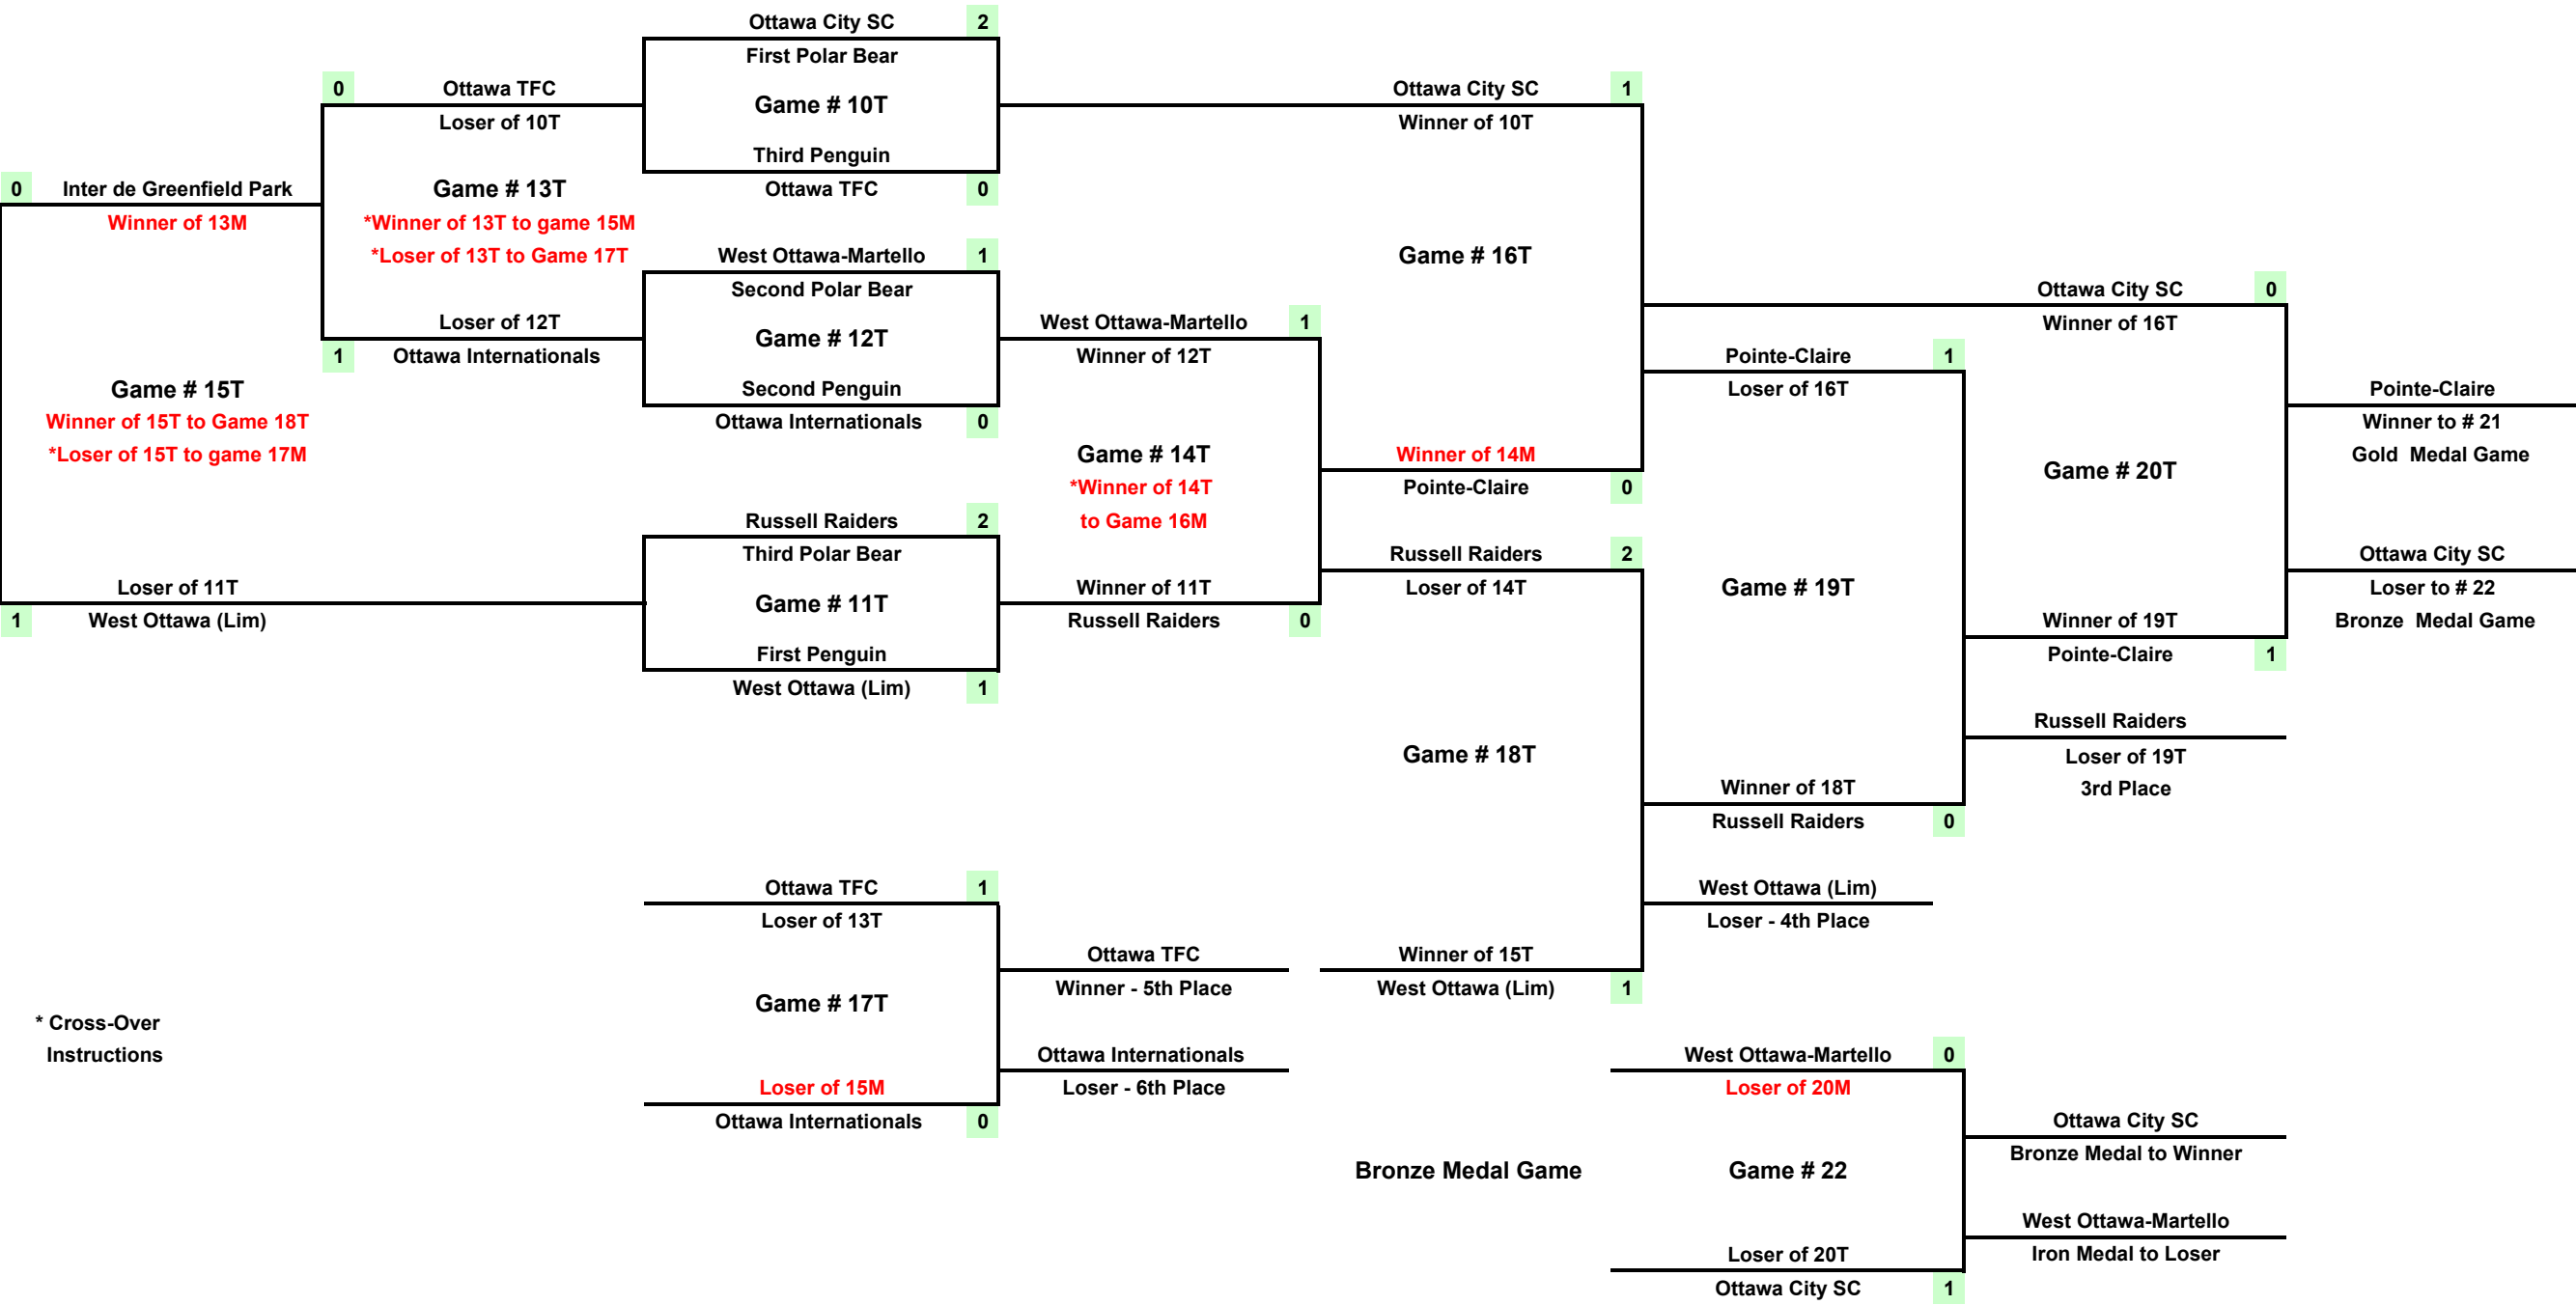 Ottawa City SC 2
First Polar Bear
0 Ottawa TFC
Ottawa City SC 1
Game # 10T
Loser of 10T
Winner of 10T
Third Penguin
0 Inter de Greenfield Park
Game # 13T
Ottawa TFC 0
Winner of 13M
*Winner of 13T to game 15M
*Loser of 13T to Game 17T
West Ottawa-Martello 1
Game # 16T
Second Polar Bear
Ottawa City SC 0
Loser of 12T
West Ottawa-Martello 1
Winner of 16T
Game # 12T
1 Ottawa Internationals
Winner of 12T
Pointe-Claire 1
Game # 15T
Second Penguin
Loser of 16T
Pointe-Claire
Winner of 15T to Game 18T
Ottawa Internationals 0
Winner to # 21
*Loser of 15T to game 17M
Game # 14T
Winner of 14M
Gold  Medal Game
Game # 20T
*Winner of 14T
Pointe-Claire 0
Russell Raiders 2
to Game 16M
Third Polar Bear
Russell Raiders 2
Ottawa City SC
Loser of 11T
Winner of 11T
Loser of 14T
Game # 19T
Loser to # 22
Game # 11T
1 West Ottawa (Lim)
Russell Raiders 0
Winner of 19T
Bronze  Medal Game
First Penguin
Pointe-Claire 1
West Ottawa (Lim) 1
Russell Raiders
Game # 18T
Loser of 19T
Winner of 18T
3rd Place
Russell Raiders 0
Ottawa TFC 1
West Ottawa (Lim)
Loser of 13T
Loser - 4th Place
Ottawa TFC
Winner of 15T
Game # 17T
Winner - 5th Place
West Ottawa (Lim) 1
* Cross-Over
Instructions
Ottawa Internationals
West Ottawa-Martello 0
Loser of 15M
Loser - 6th Place
Loser of 20M
Ottawa Internationals 0
Ottawa City SC
Bronze Medal to Winner
Bronze Medal Game
Game # 22
West Ottawa-Martello
Loser of 20T
Iron Medal to Loser
Ottawa City SC 1